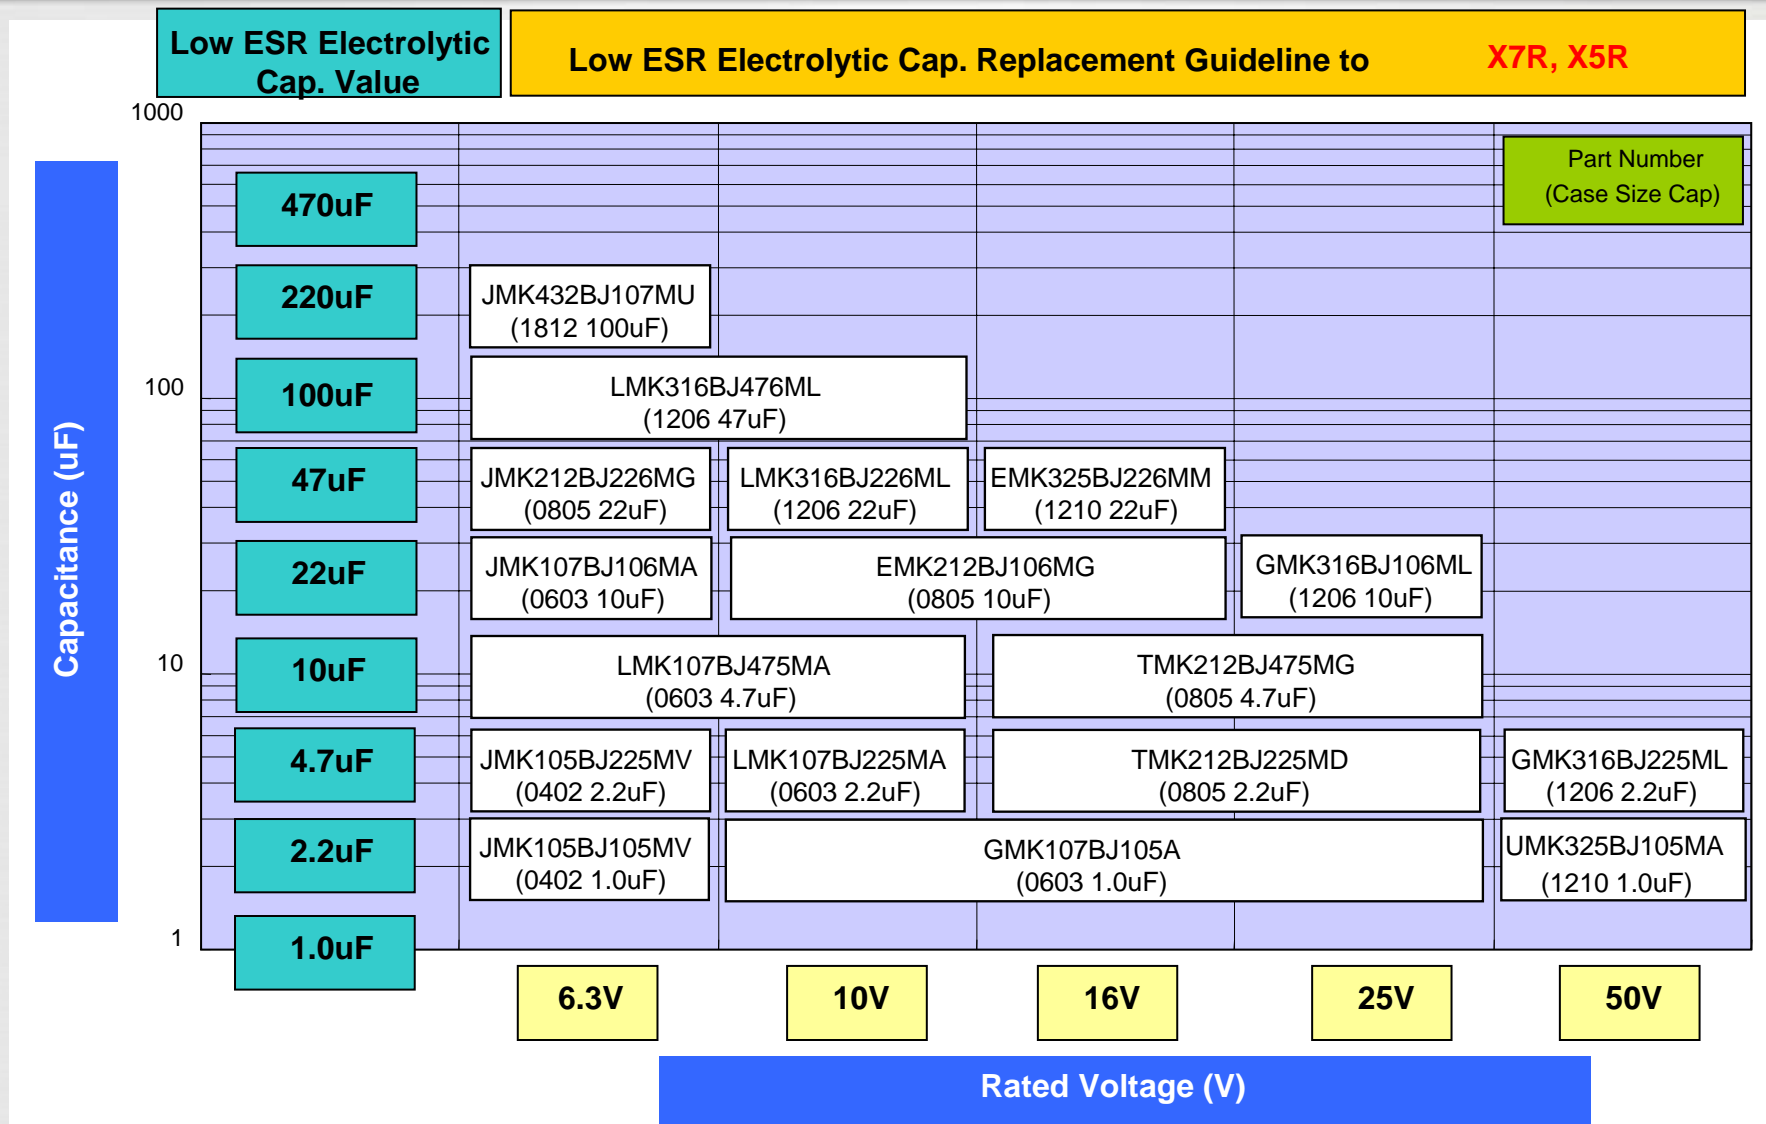 Low ESR Electrolytic
Cap. Value
Low ESR Electrolytic Cap. Replacement Guideline to X7R, X5R
1000
Part Number
(Case Size Cap)
470uF
220uF
JMK432BJ107MU
(1812 100uF)
100
100uF
LMK316BJ476ML
(1206 47uF)
Capacitance (uF)
47uF
JMK212BJ226MG
(0805 22uF)
LMK316BJ226ML
(1206 22uF)
EMK325BJ226MM
(1210 22uF)
22uF
JMK107BJ106MA
(0603 10uF)
EMK212BJ106MG
(0805 10uF)
GMK316BJ106ML
(1206 10uF)
10
10uF
LMK107BJ475MA
(0603 4.7uF)
TMK212BJ475MG
(0805 4.7uF)
4.7uF
JMK105BJ225MV
(0402 2.2uF)
LMK107BJ225MA
(0603 2.2uF)
TMK212BJ225MD
(0805 2.2uF)
GMK316BJ225ML
(1206 2.2uF)
2.2uF
JMK105BJ105MV
(0402 1.0uF)
GMK107BJ105A
(0603 1.0uF)
UMK325BJ105MA
(1210 1.0uF)
1
1.0uF
6.3V
10V
16V
25V
50V
Rated Voltage (V)